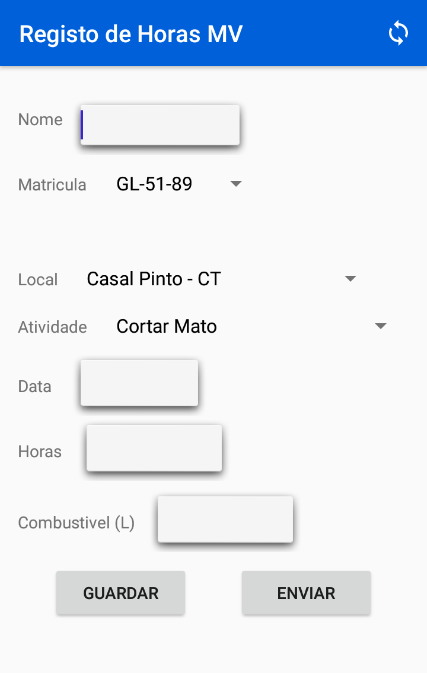 Registo de Horas MV
Nome
Matricula GL-51-89
Local Casal Pinto - CT
Atividade Cortar Mato
Data
Horas
Combustivel (L)
GUARDAR ENVIAR